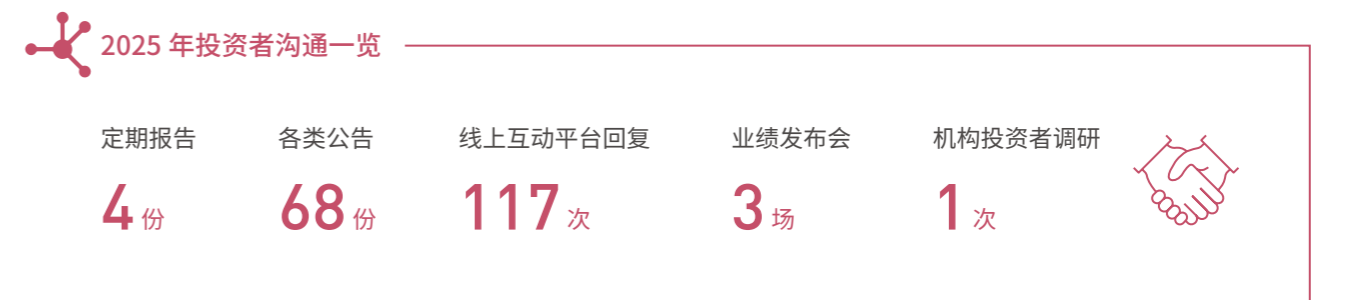 2025 年投资者沟通一览
定期报告 各类公告 线上互动平台回复 业绩发布会 机构投资者调研
4 份 68 份 117 次 3 场 1 次